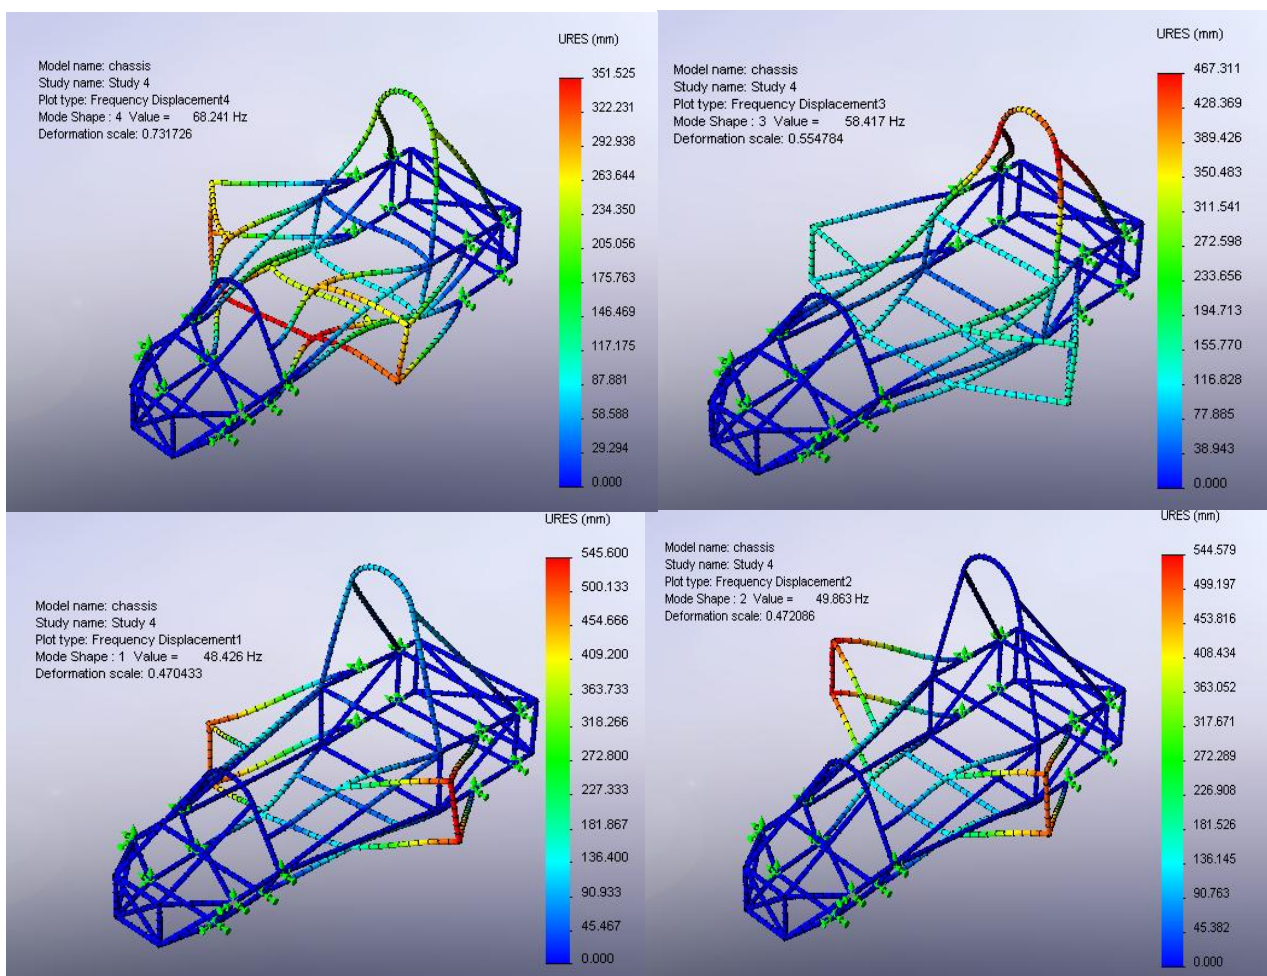 URES (mm)
Model name: chassis
Study name: Study 4
Plot type: Frequency Displacement4
Mode Shape : 4 Value = 68.241 Hz
Deformation scale: 0.731726
351.525
322.231
292.938
263.644
234.350
205.056
175.763
146.469
117.175
87.881
58.588
29.294
0.000
URES (mm)
Model name: chassis
Study name: Study 4
Plot type: Frequency Displacement3
Mode Shape : 3 Value = 58.417 Hz
Deformation scale: 0.554784
467.311
428.369
389.426
350.483
311.541
272.598
233.656
194.713
155.770
116.828
77.885
38.943
0.000
URES (mm)
Model name: chassis
Study name: Study 4
Plot type: Frequency Displacement1
Mode Shape : 1 Value = 48.426 Hz
Deformation scale: 0.470433
545.600
500.133
454.666
409.200
363.733
318.266
272.800
227.333
181.867
136.400
90.933
45.467
0.000
URES (mm)
Model name: chassis
Study name: Study 4
Plot type: Frequency Displacement2
Mode Shape : 2 Value = 49.863 Hz
Deformation scale: 0.472086
544.579
499.197
453.816
408.434
363.052
317.671
272.289
226.908
181.526
136.145
90.763
45.382
0.000